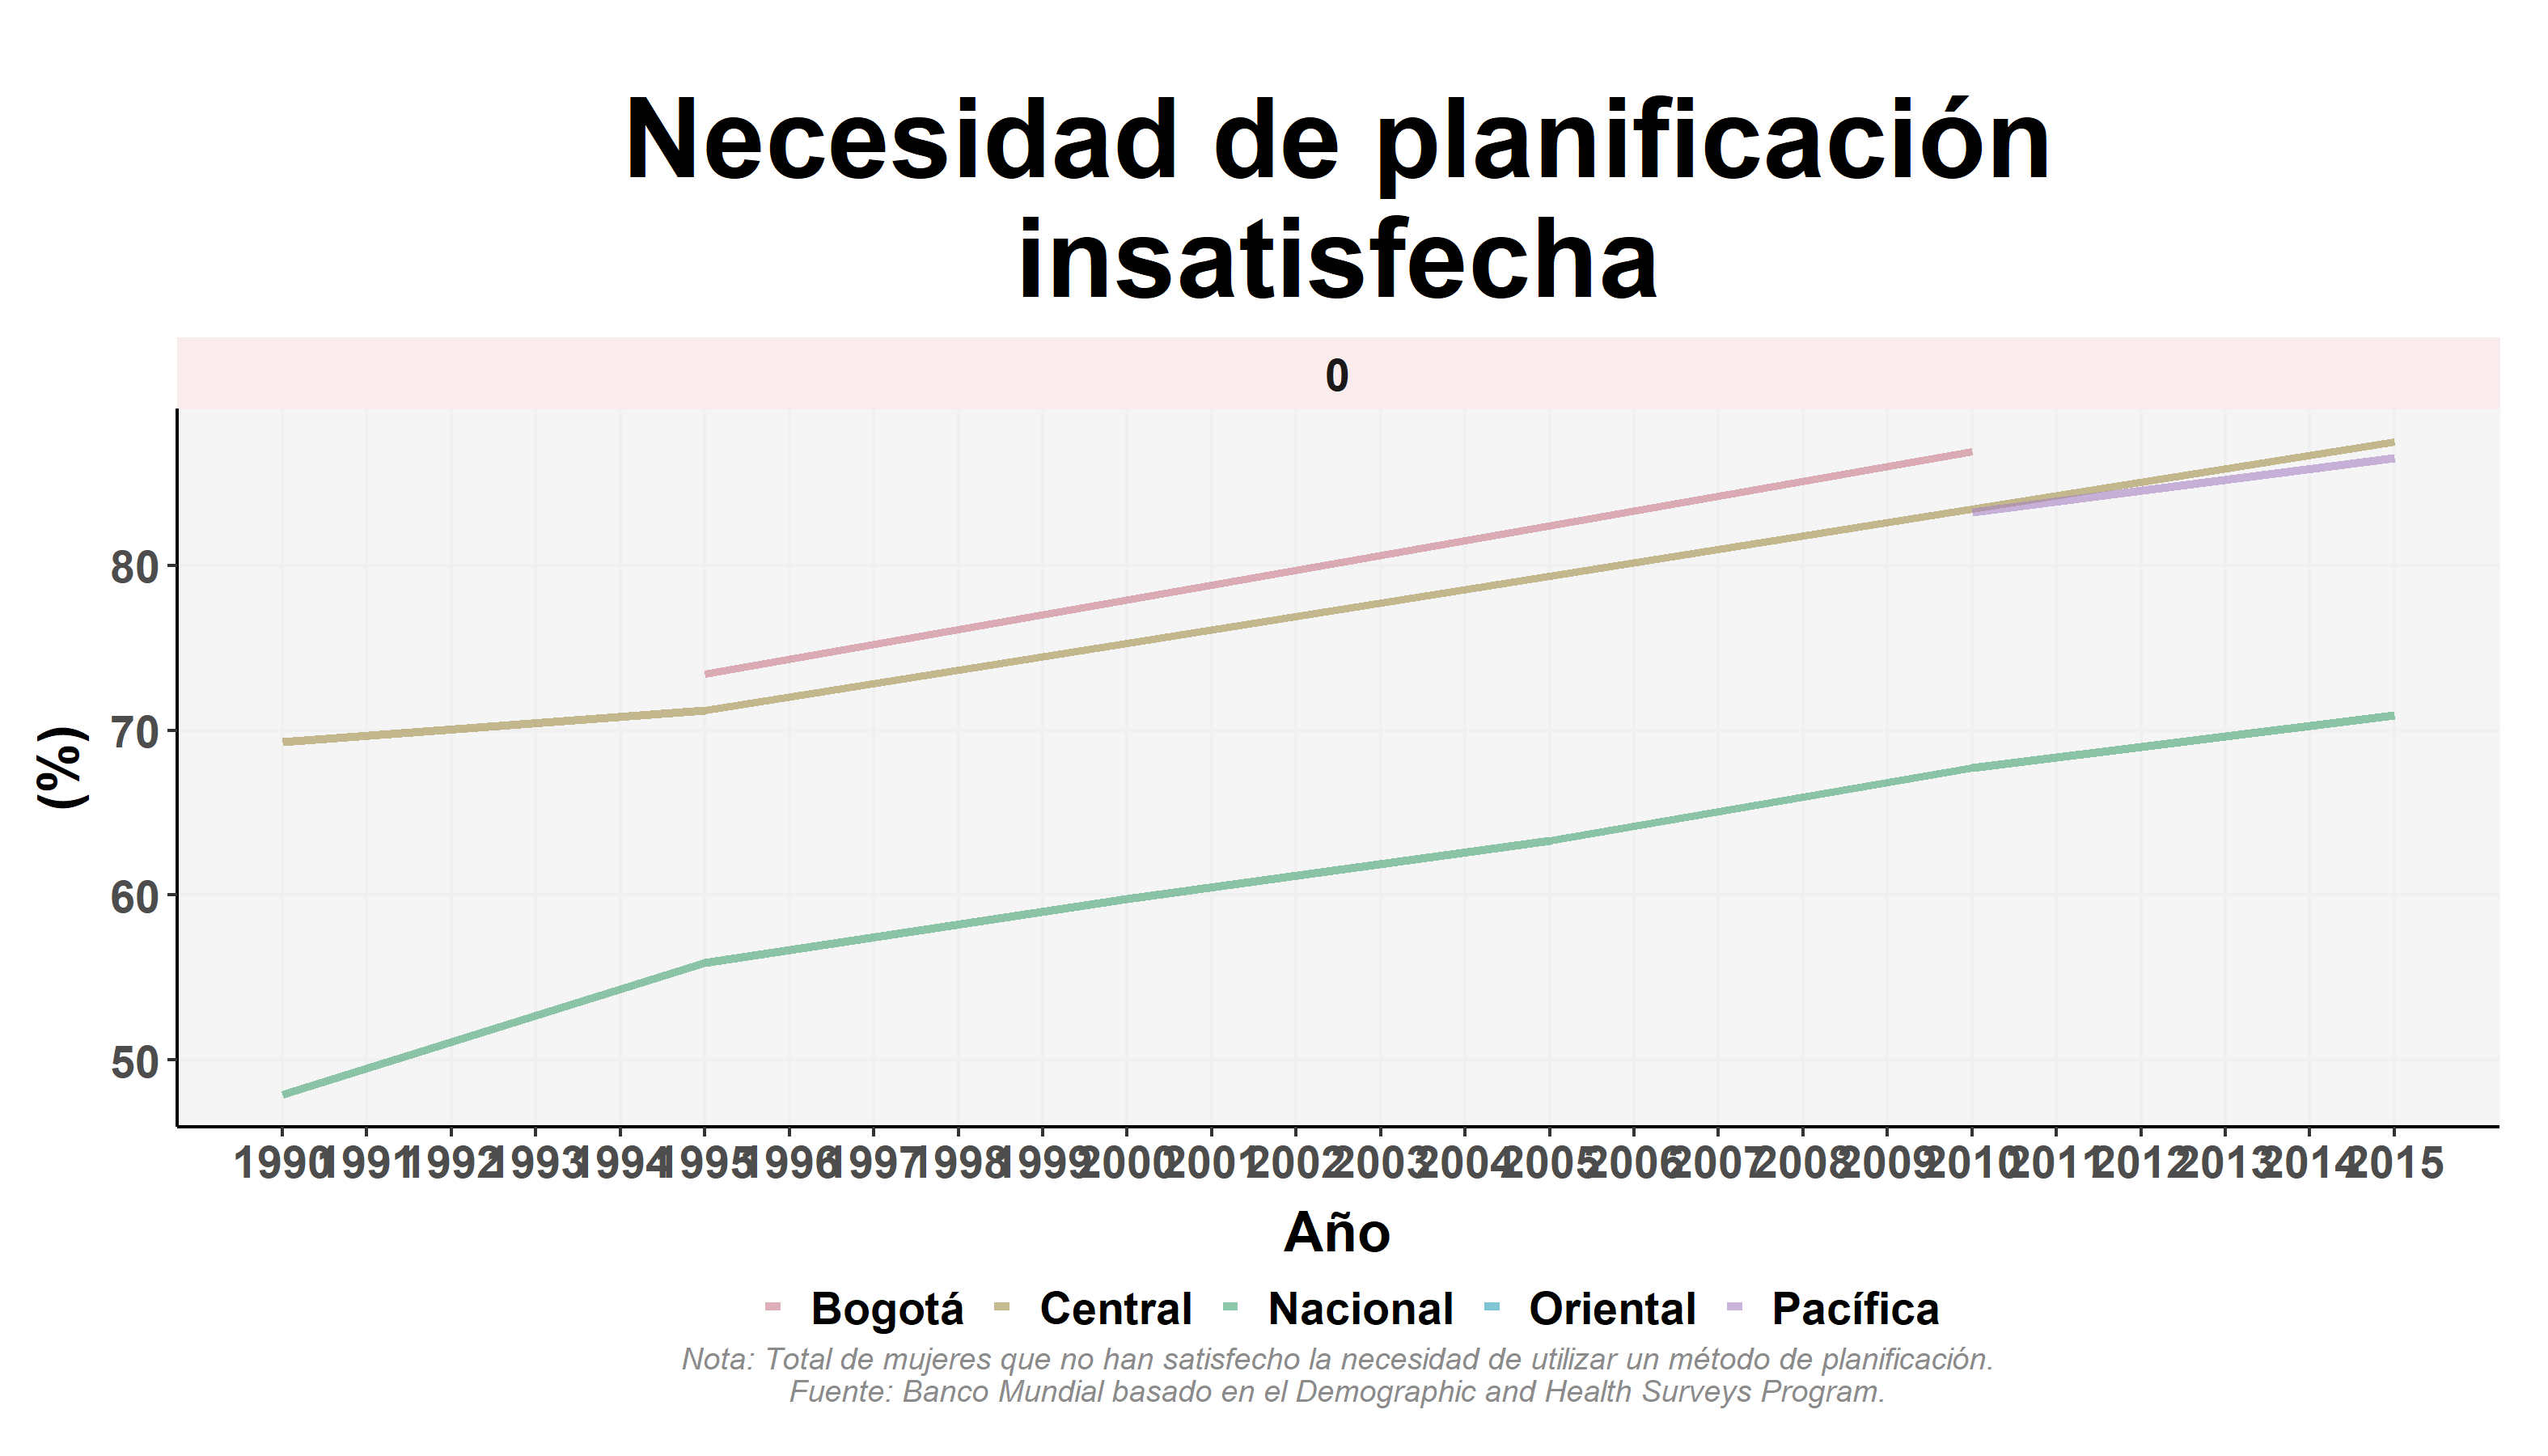 Necesidad de planificación
insatisfecha
0
(%)
80
70
60
50
1990 1991 1992 1993 1994 1995 1996 1997 1998 1999 2000 2001 2002 2003 2004 2005 2006 2007 2008 2009 2010 2011 2012 2013 2014 2015
Año
Bogotá Central Nacional Oriental Pacífica
Nota: Total de mujeres que no han satisfecho la necesidad de utilizar un método de planificación.
Fuente: Banco Mundial basado en el Demographic and Health Surveys Program.